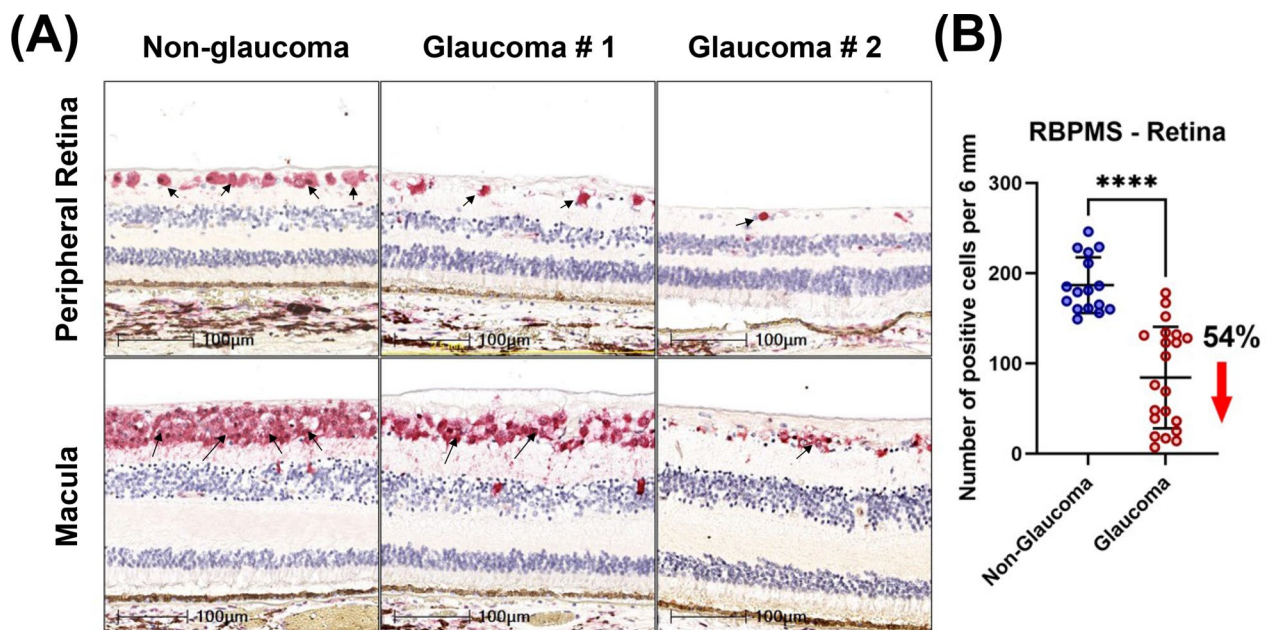 (A)
Non-glaucoma
Glaucoma # 1
Glaucoma # 2
Peripheral Retina
100µm
100µm
100µm
Macula
100µm
100µm
100µm
(B)
RBPMS - Retina
Number of positive cells per 6 mm
****
300
200
100
0
54%
Non-Glaucoma
Glaucoma